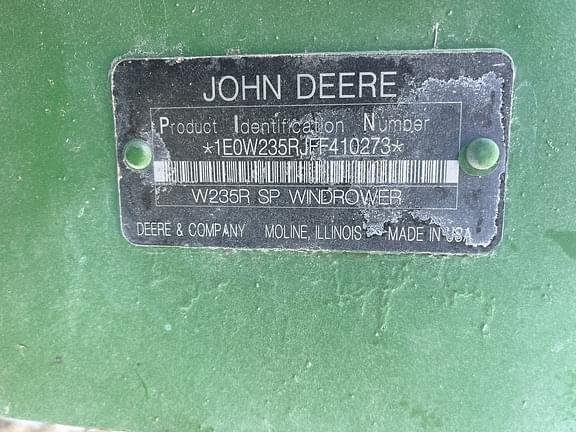 JOHN DEERE
Product Identification Number
*1E0W235RJFF410273*
W235R SP WINDROWER
DEERE & COMPANY MOLINE, ILLINOIS MADE IN USA